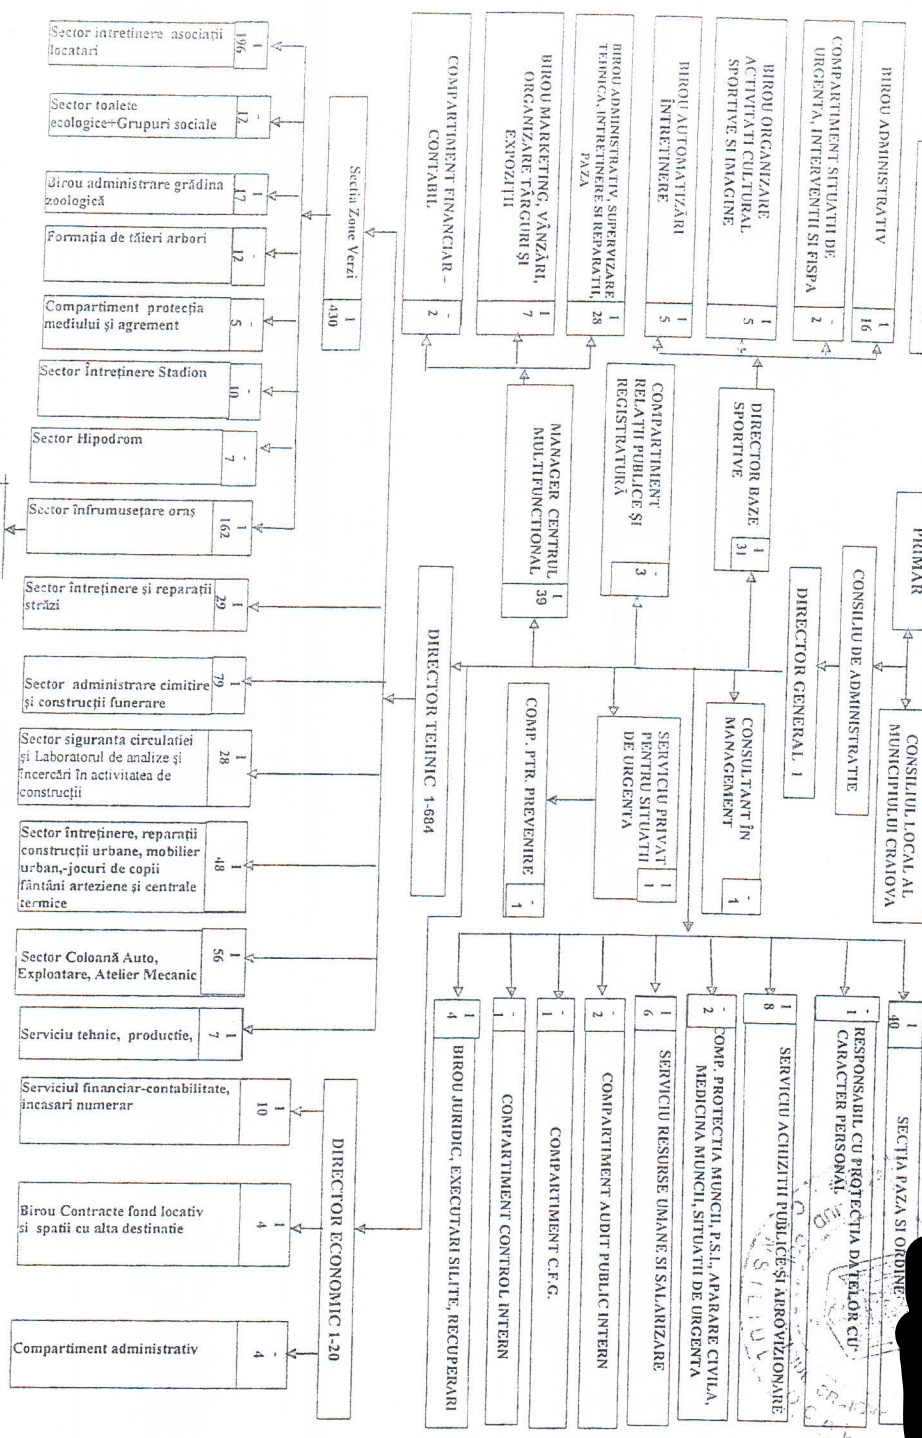 PRIMAR
CONSILIUL LOCAL AL
MUNICIPIULUI CRAIOVA
CONSILIU DE ADMINISTRATIE
DIRECTOR GENERAL 1
BIROU ADMINISTRATIV
1
16
COMPARTIMENT SITUATII DE
URGENTA, INTERVENTII SI FISPA
-
2
BIROU ORGANIZARE
ACTIVITATI CULTURAL
SPORTIVE SI IMAGINE
1
5
BIROU AUTOMATIZĂRI
ÎNTREȚINERE
1
5
BIROU ADMINISTRATIV, SUPERVIZARE
TEHNICA, INTRETINERE SI REPARATII,
PAZA
1
28
BIROU MARKETING, VÂNZĂRI,
ORGANIZARE TÂRGURI ȘI
EXPOZIȚII
1
7
COMPARTIMENT FINANCIAR –
CONTABIL
-
2
DIRECTOR BAZE
SPORTIVE
1
31
COMPARTIMENT
RELAȚII PUBLICE ȘI
REGISTRATURĂ
-
3
MANAGER CENTRUL
MULTIFUNCTIONAL
1
39
CONSULTANT ÎN
MANAGEMENT
-
1
SERVICIU PRIVAT
PENTRU SITUATII
DE URGENTA
1
1
COMP. PTR. PREVENIRE
-
1
DIRECTOR TEHNIC 1-684
1
40
SECȚIA PAZA SI ORDINE
-
1
RESPONSABIL CU PROTECTIA DATELOR CU
CARACTER PERSONAL
1
8
SERVICIU ACHIZITII PUBLICE ȘI APROVIZIONARE
-
2
COMP. PROTECTIA MUNCII, P.S.I., APARARE CIVILA,
MEDICINA MUNCII, SITUATII DE URGENTA
1
6
SERVICIU RESURSE UMANE SI SALARIZARE
-
2
COMPARTIMENT AUDIT PUBLIC INTERN
-
1
COMPARTIMENT C.F.G.
-
1
COMPARTIMENT CONTROL INTERN
1
4
BIROU JURIDIC, EXECUTARI SILITE, RECUPERARI
Sectia Zone Verzi
1
430
Sector intretinere asociații
locatari
1
196
Sector toalete
ecologice+Grupuri sociale
-
12
Birou administrare grădina
zoologică
1
17
Formația de tăieri arbori
-
12
Compartiment protecția
mediului și agrement
-
5
Sector Întreținere Stadion
-
10
Sector Hipodrom
-
7
Sector înfrumusețare oraș
1
162
Sector întreținere și reparații
străzi
1
29
Sector administrare cimitire
și construcții funerare
1
79
Sector siguranta circulatiei
și Laboratorul de analize și
încercări în activitatea de
construcții
1
28
Sector întreținere, reparații
construcții urbane, mobilier
urban,-jocuri de copii
fântâni arteziene și centrale
termice
1
48
Sector Coloană Auto,
Exploatare, Atelier Mecanic
1
56
Serviciu tehnic, productie,
1
7
DIRECTOR ECONOMIC 1-20
Serviciul financiar-contabilitate,
incasari numerar
1
10
Birou Contracte fond locativ
si spatii cu alta destinatie
1
4
Compartiment administrativ
-
4